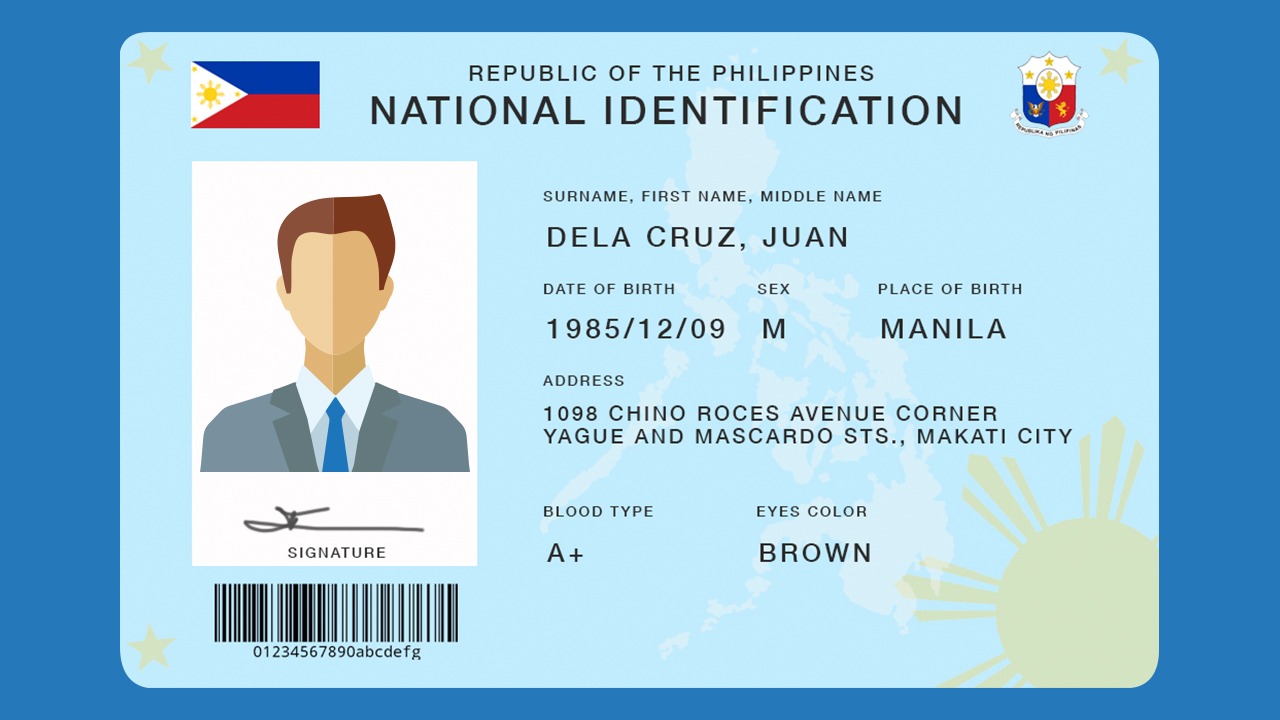 REPUBLIC OF THE PHILIPPINES
NATIONAL IDENTIFICATION
REPUBLIKA NG PILIPINAS
SURNAME, FIRST NAME, MIDDLE NAME
DELA CRUZ, JUAN
DATE OF BIRTH SEX PLACE OF BIRTH
1985/12/09 M MANILA
ADDRESS
1098 CHINO ROCES AVENUE CORNER
YAGUE AND MASCARDO STS., MAKATI CITY
BLOOD TYPE EYES COLOR
A+ BROWN
SIGNATURE
01234567890abcdefg